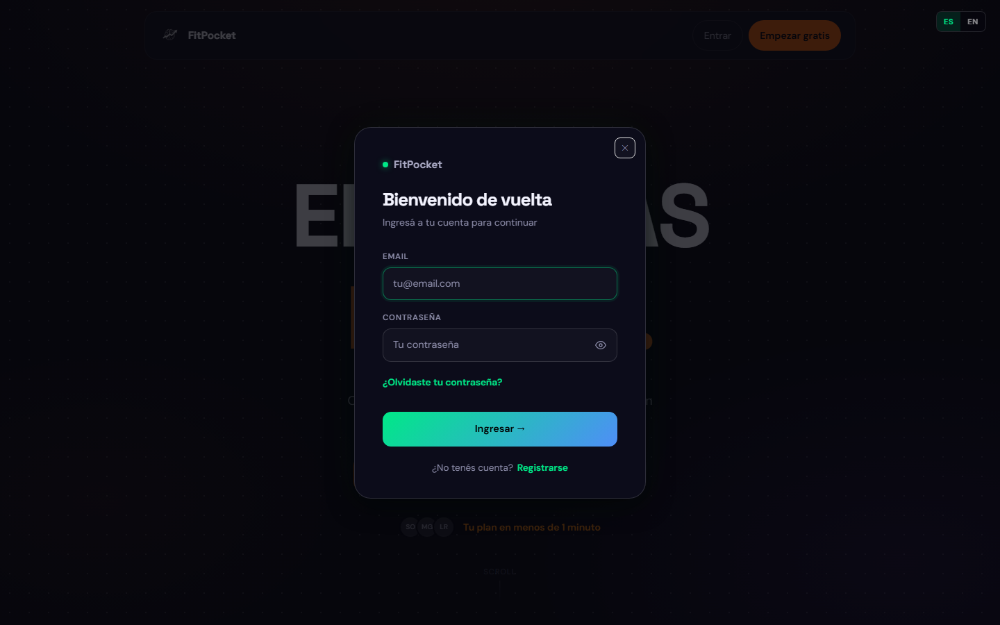 FitPocket
Entrar
Empezar gratis
ES
EN
FitPocket
Bienvenido de vuelta
Ingresá a tu cuenta para continuar
EMAIL
tu@email.com
CONTRASEÑA
Tu contraseña
¿Olvidaste tu contraseña?
Ingresar →
¿No tenés cuenta? Registrarse
SO MG LR
Tu plan en menos de 1 minuto
SCROLL